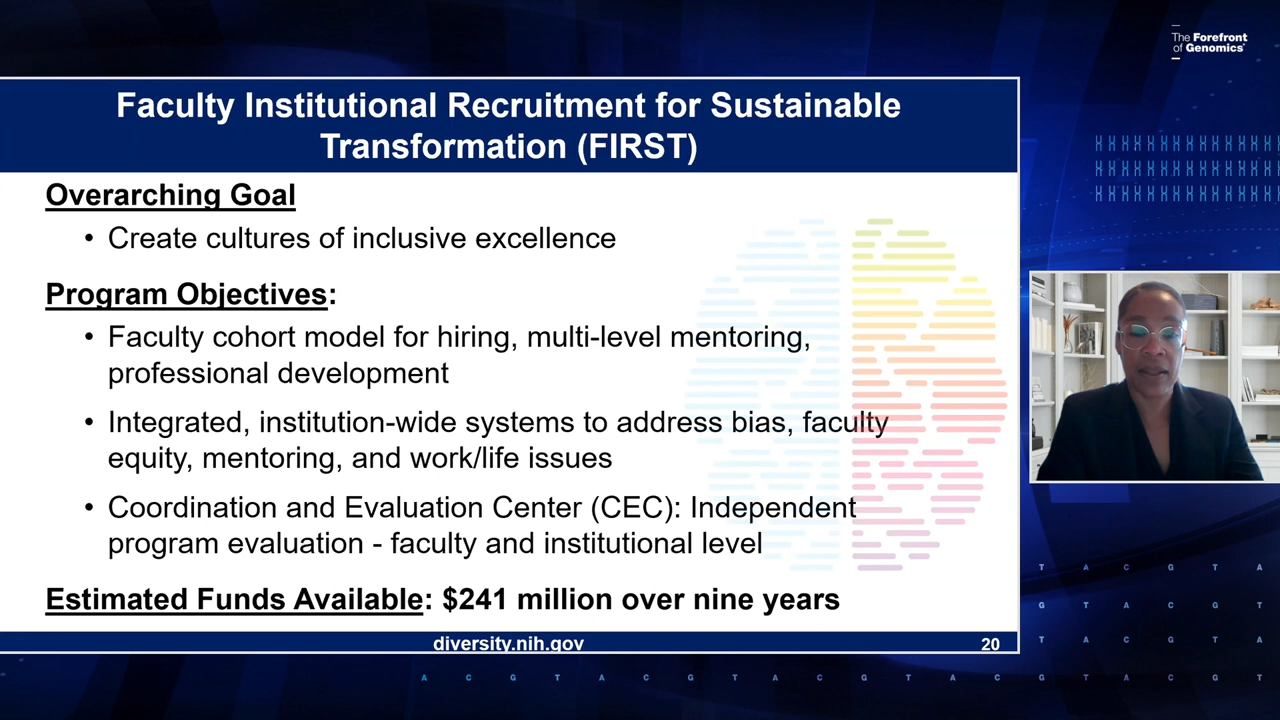 The Forefront
of Genomics
Faculty Institutional Recruitment for Sustainable
Transformation (FIRST)
Overarching Goal
• Create cultures of inclusive excellence
Program Objectives:
• Faculty cohort model for hiring, multi-level mentoring,
professional development
• Integrated, institution-wide systems to address bias, faculty
equity, mentoring, and work/life issues
• Coordination and Evaluation Center (CEC): Independent
program evaluation - faculty and institutional level
Estimated Funds Available: $241 million over nine years
diversity.nih.gov
20
T A C G T A
G T A C G T
T A C G T A
A C G T A C G T A C G T A C G T A C G T